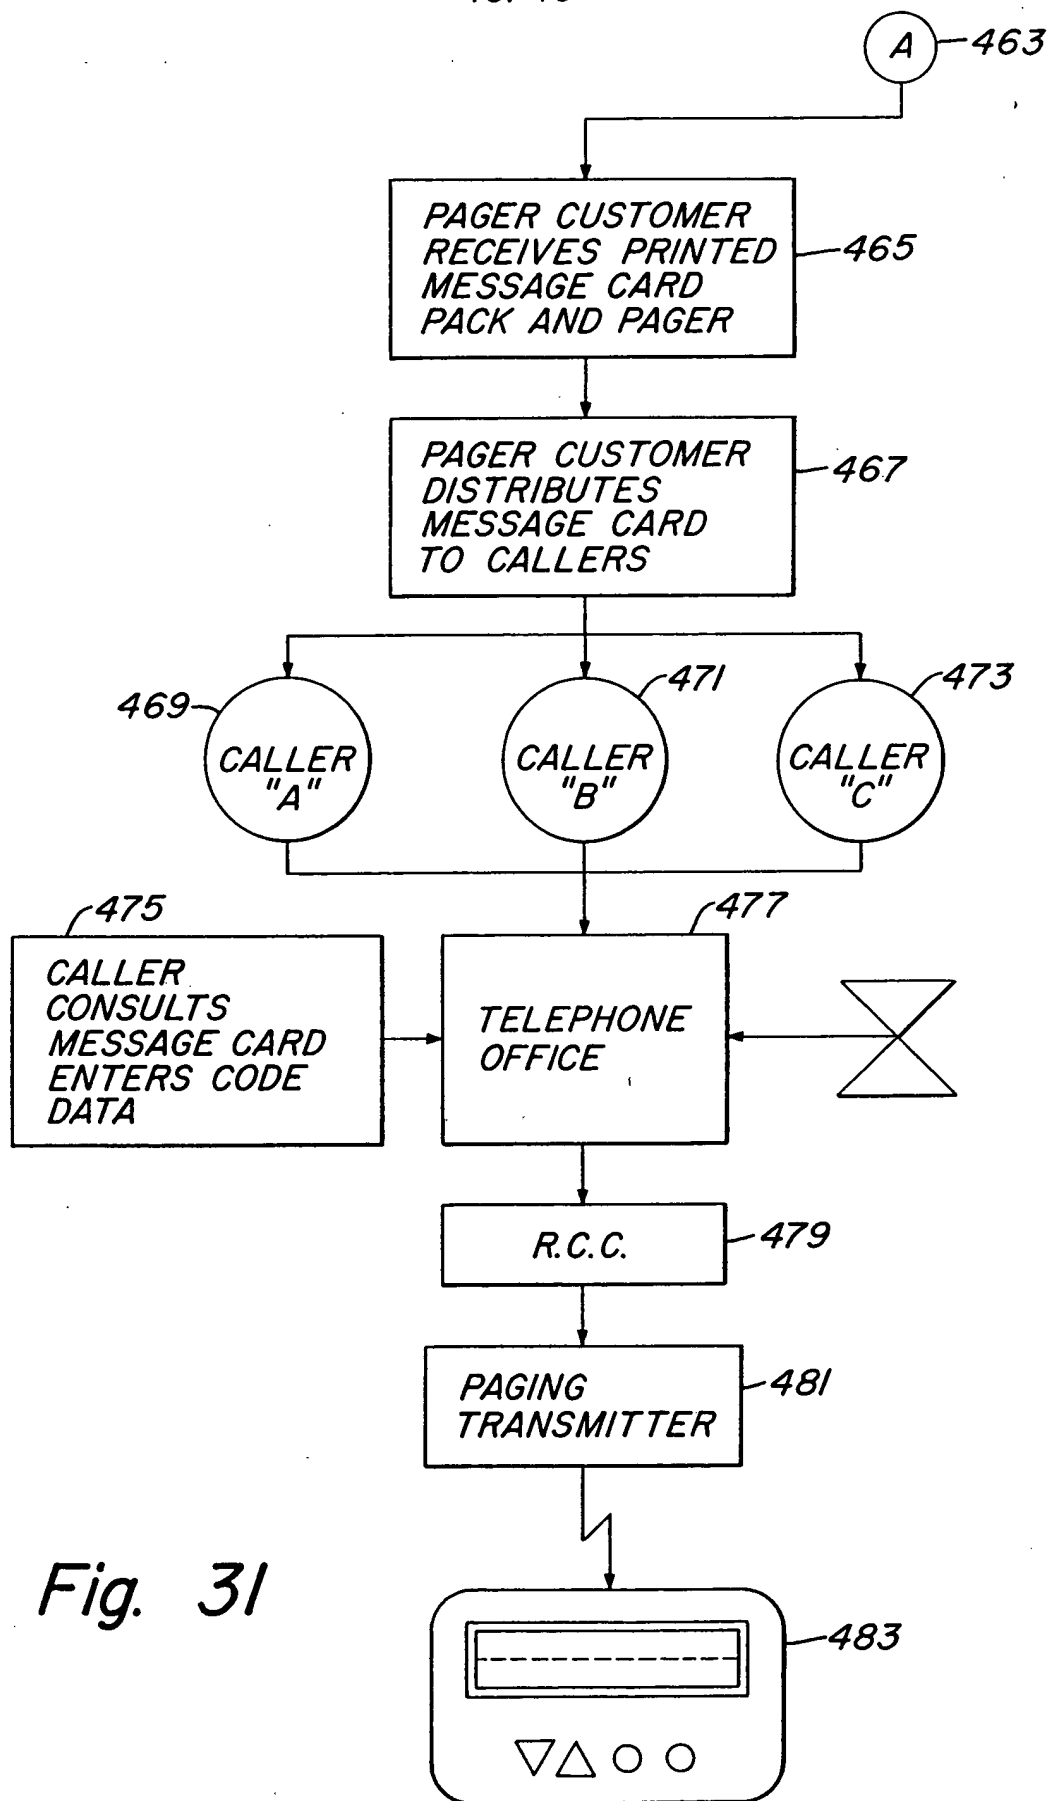 A
463
PAGER CUSTOMER
RECEIVES PRINTED
MESSAGE CARD
PACK AND PAGER
465
PAGER CUSTOMER
DISTRIBUTES
MESSAGE CARD
TO CALLERS
467
469
471
473
CALLER
"A"
CALLER
"B"
CALLER
"C"
475
477
CALLER
CONSULTS
MESSAGE CARD
ENTERS CODE
DATA
TELEPHONE
OFFICE
R.C.C.
479
PAGING
TRANSMITTER
481
Fig. 31
483